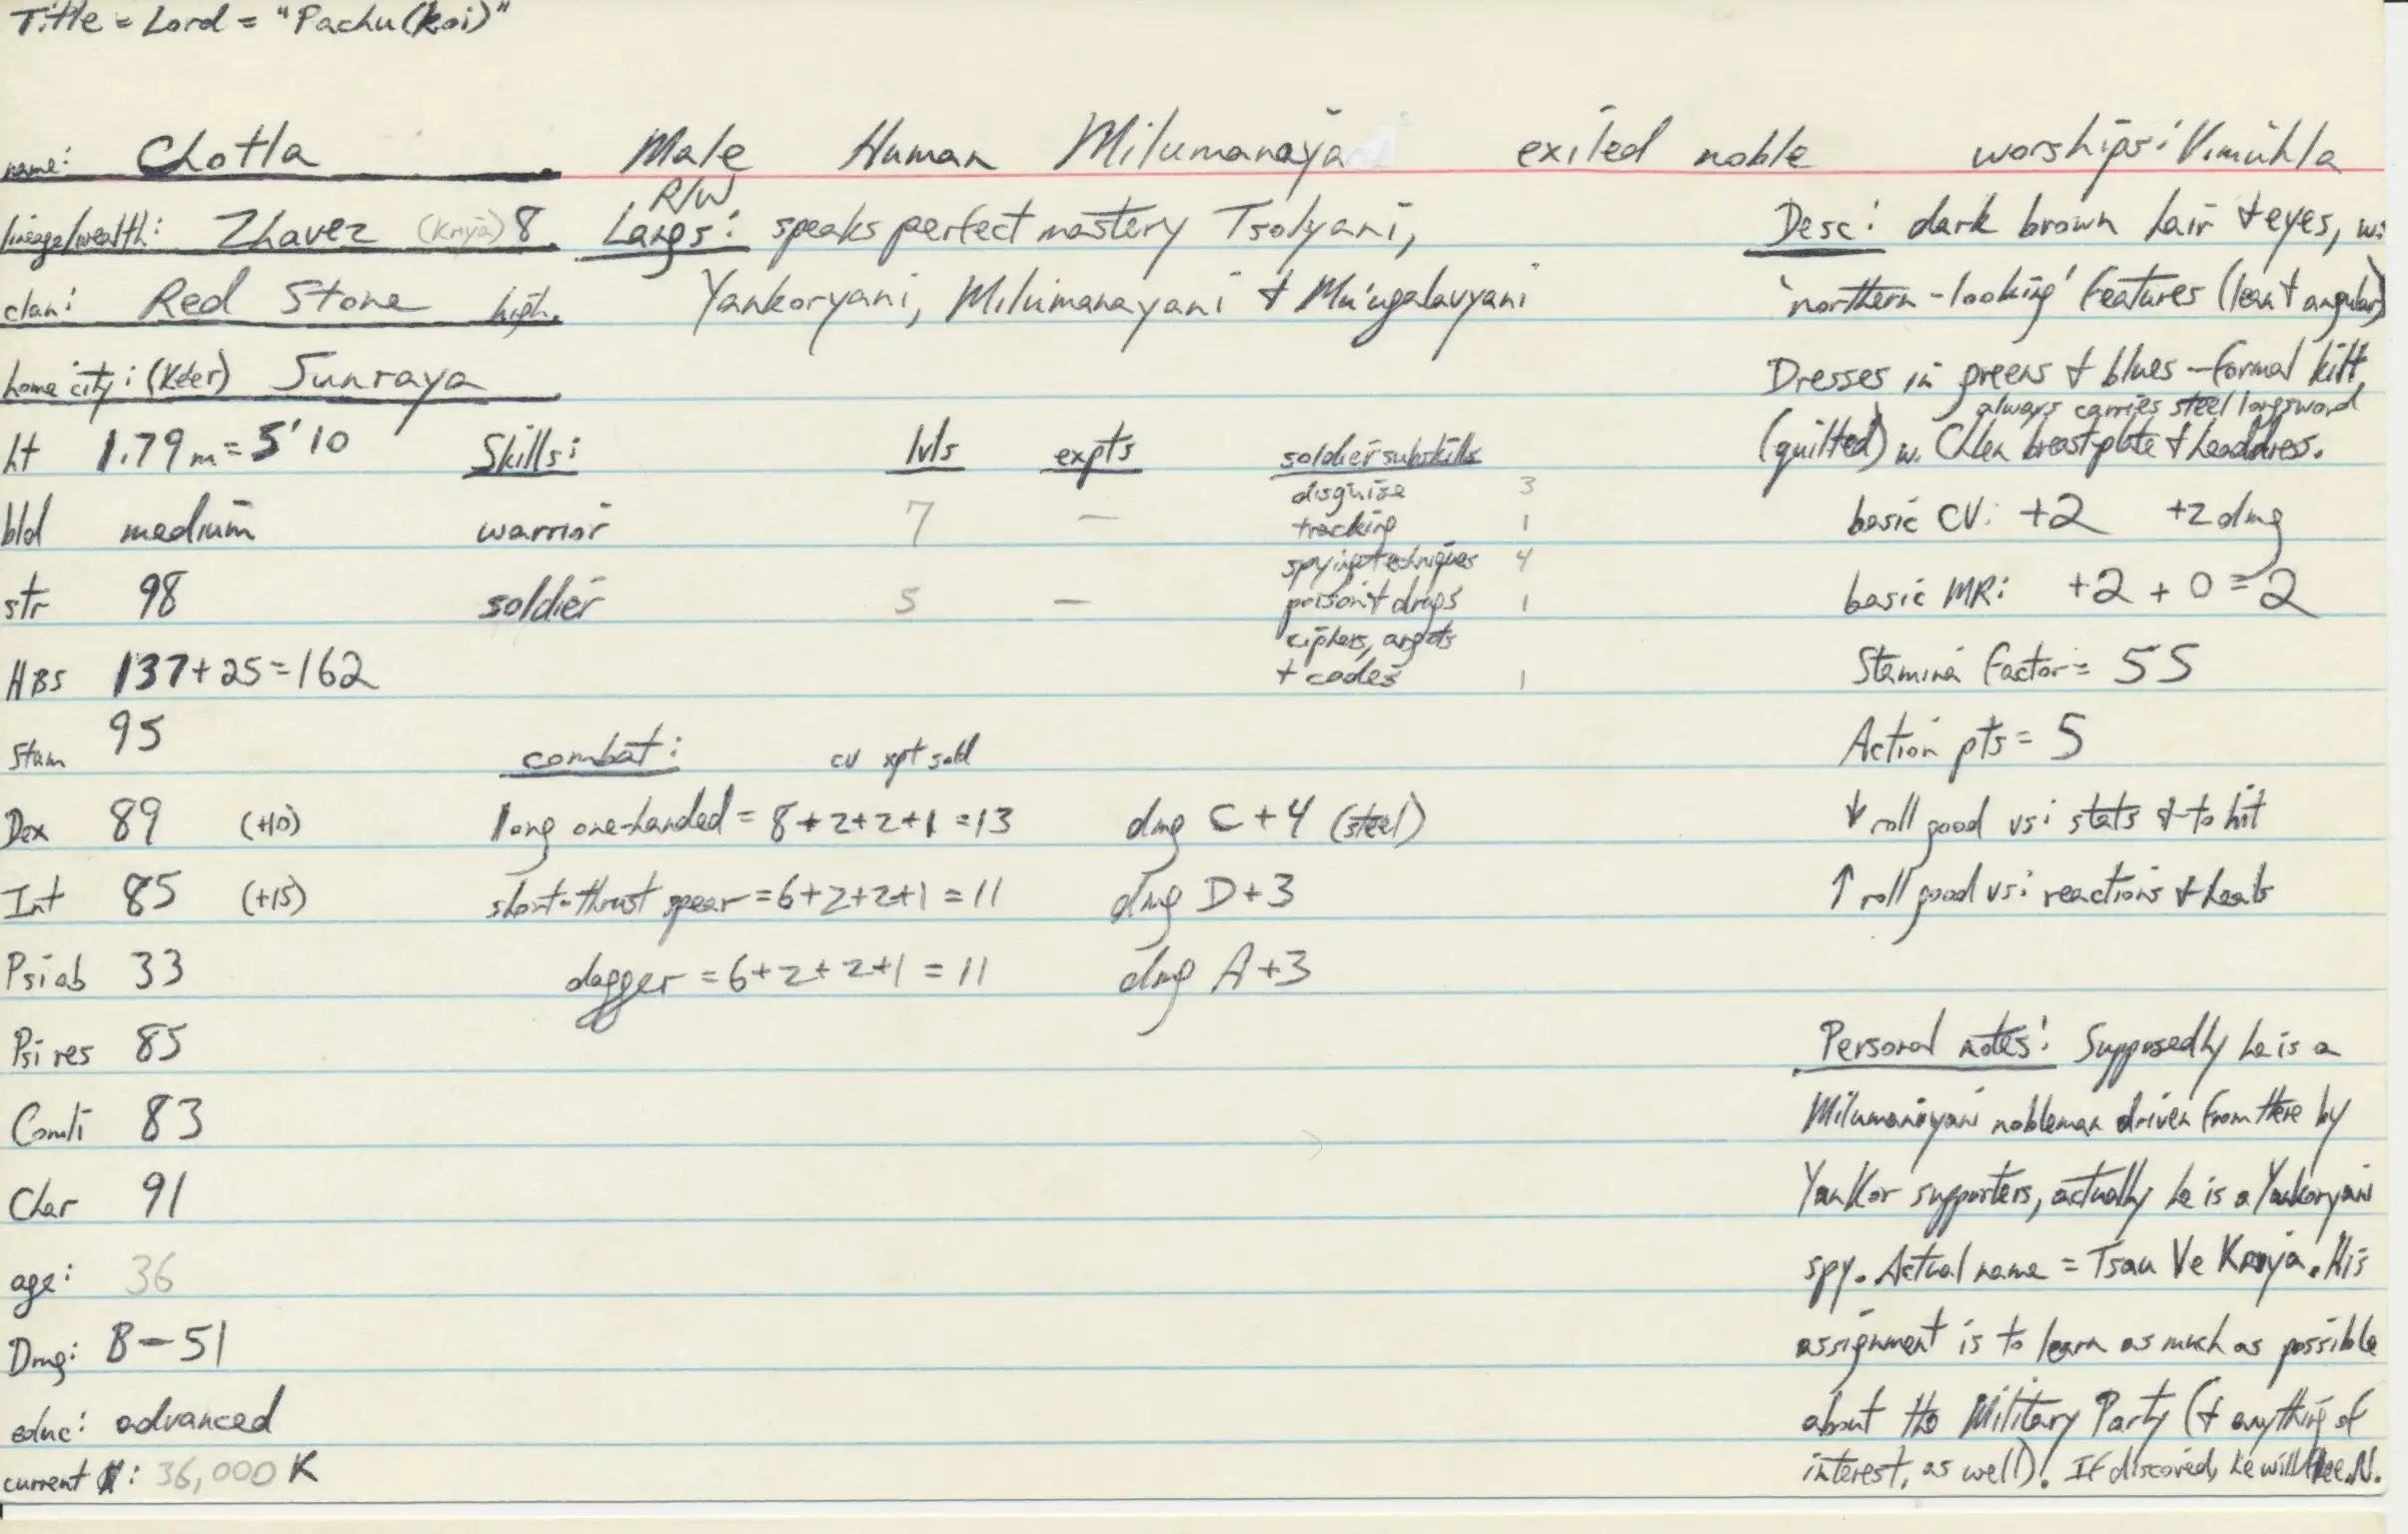 Title = Lord = "Pachu(koi)"
name: Chotla Male Human Milumanaya exiled noble worships: Vimuhla
lineage/wealth: Zhavez (Knyá) 8 R/W Langs: speaks perfect mastery Tsolyani, Desc: dark brown hair + eyes, w:
clan: Red Stone high. Yankoryani, Milumanayani + Mu'ugalavyani 'northern-looking' features (lean + angular)
home city: (Kéer) Sunraya Dresses in greens + blues - formal kilt,
always carries steel longsword
ht 1.79 m = 5'10 Skills: lvls expts soldier subskills (quilted) w. Chlen breastplate + headdress.
disguise 3
bld medium warrior 7 — tracking 1 basic CV: +2 +2 dmg
spying techniques 4
str 98 soldier 5 — poison + drugs 1 basic MR: +2 + 0 = 2
ciphers, argots
HBS 137+25=162 + codes 1 Stamina factor = 55
Stam 95 combat: cv xpt sold Action pts = 5
Dex 89 (+10) long one-handed = 8+2+2+1=13 dmg C+4 (steel) ↓ roll good vs: stats + to hit
Int 85 (+15) short-thrust spear = 6+2+2+1 = 11 dmg D+3 ↑ roll good vs: reactions + heals
Psi ab 33 dagger = 6+2+2+1 = 11 dmg A+3
Psi res 85 Personal notes: Supposedly he is a
Comli 83 Milumanayani nobleman driven from there by
Char 91 YanKor supporters, actually he is a Yankoryani
age: 36 spy. Actual name = Tsau Ve Knyá. His
Dmg: B—51 assignment is to learn as much as possible
educ: advanced about the Military Party (+ anything of
current K: 36,000 K interest, as well). If discoverd, he will flee N.